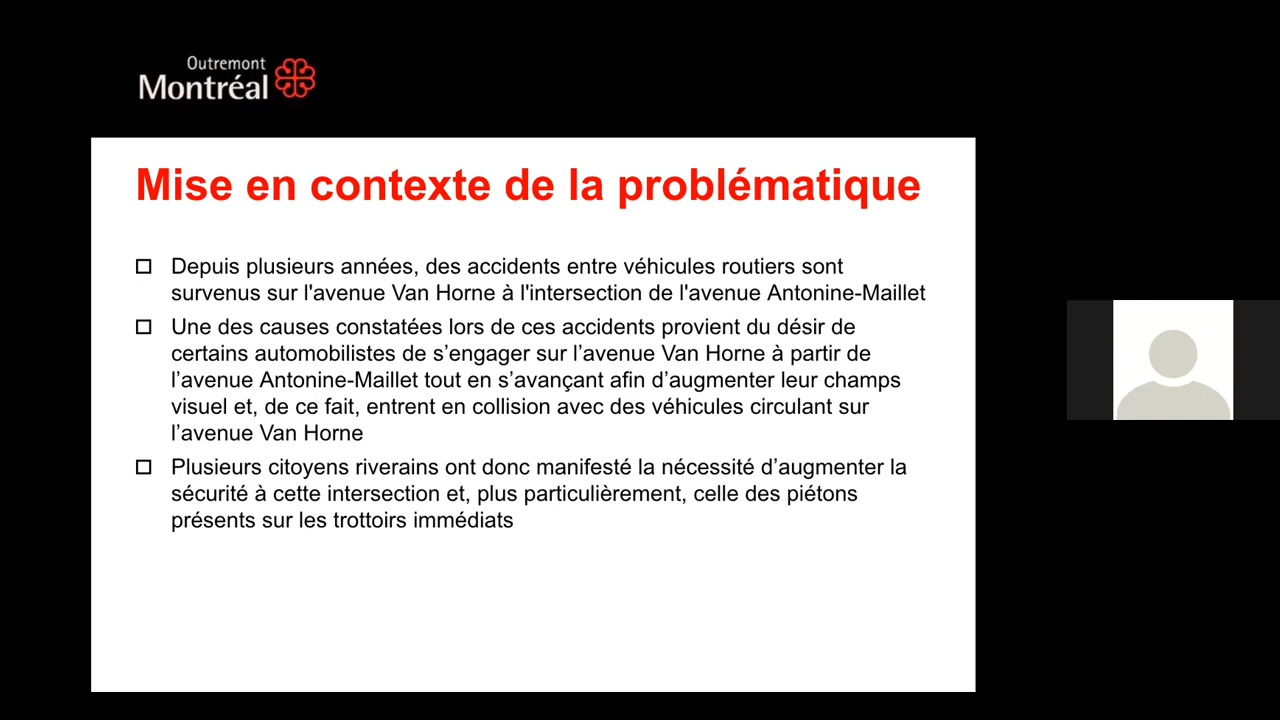 Outremont
Montréal
Mise en contexte de la problématique
Depuis plusieurs années, des accidents entre véhicules routiers sont
survenus sur l'avenue Van Horne à l'intersection de l'avenue Antonine-Maillet
Une des causes constatées lors de ces accidents provient du désir de
certains automobilistes de s’engager sur l’avenue Van Horne à partir de
l’avenue Antonine-Maillet tout en s’avançant afin d’augmenter leur champs
visuel et, de ce fait, entrent en collision avec des véhicules circulant sur
l’avenue Van Horne
Plusieurs citoyens riverains ont donc manifesté la nécessité d’augmenter la
sécurité à cette intersection et, plus particulièrement, celle des piétons
présents sur les trottoirs immédiats